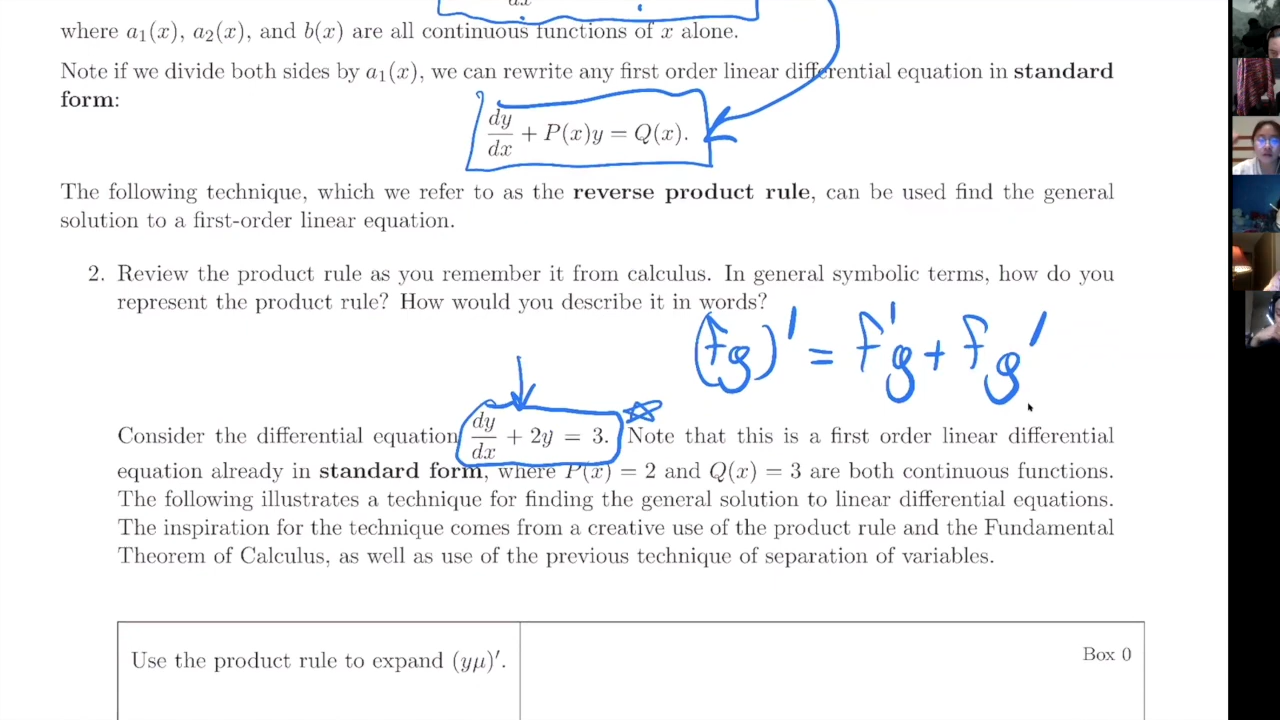 dx
where a₁(x), a₂(x), and b(x) are all continuous functions of x alone.
Note if we divide both sides by a₁(x), we can rewrite any first order linear differential equation in standard
form:
dy/dx + P(x)y = Q(x).
The following technique, which we refer to as the reverse product rule, can be used find the general
solution to a first-order linear equation.
2. Review the product rule as you remember it from calculus. In general symbolic terms, how do you
represent the product rule? How would you describe it in words?
(fg)' = f'g + fg'
Consider the differential equation dy/dx + 2y = 3. Note that this is a first order linear differential
equation already in standard form, where P(x) = 2 and Q(x) = 3 are both continuous functions.
The following illustrates a technique for finding the general solution to linear differential equations.
The inspiration for the technique comes from a creative use of the product rule and the Fundamental
Theorem of Calculus, as well as use of the previous technique of separation of variables.
Use the product rule to expand (yμ)′.
Box 0